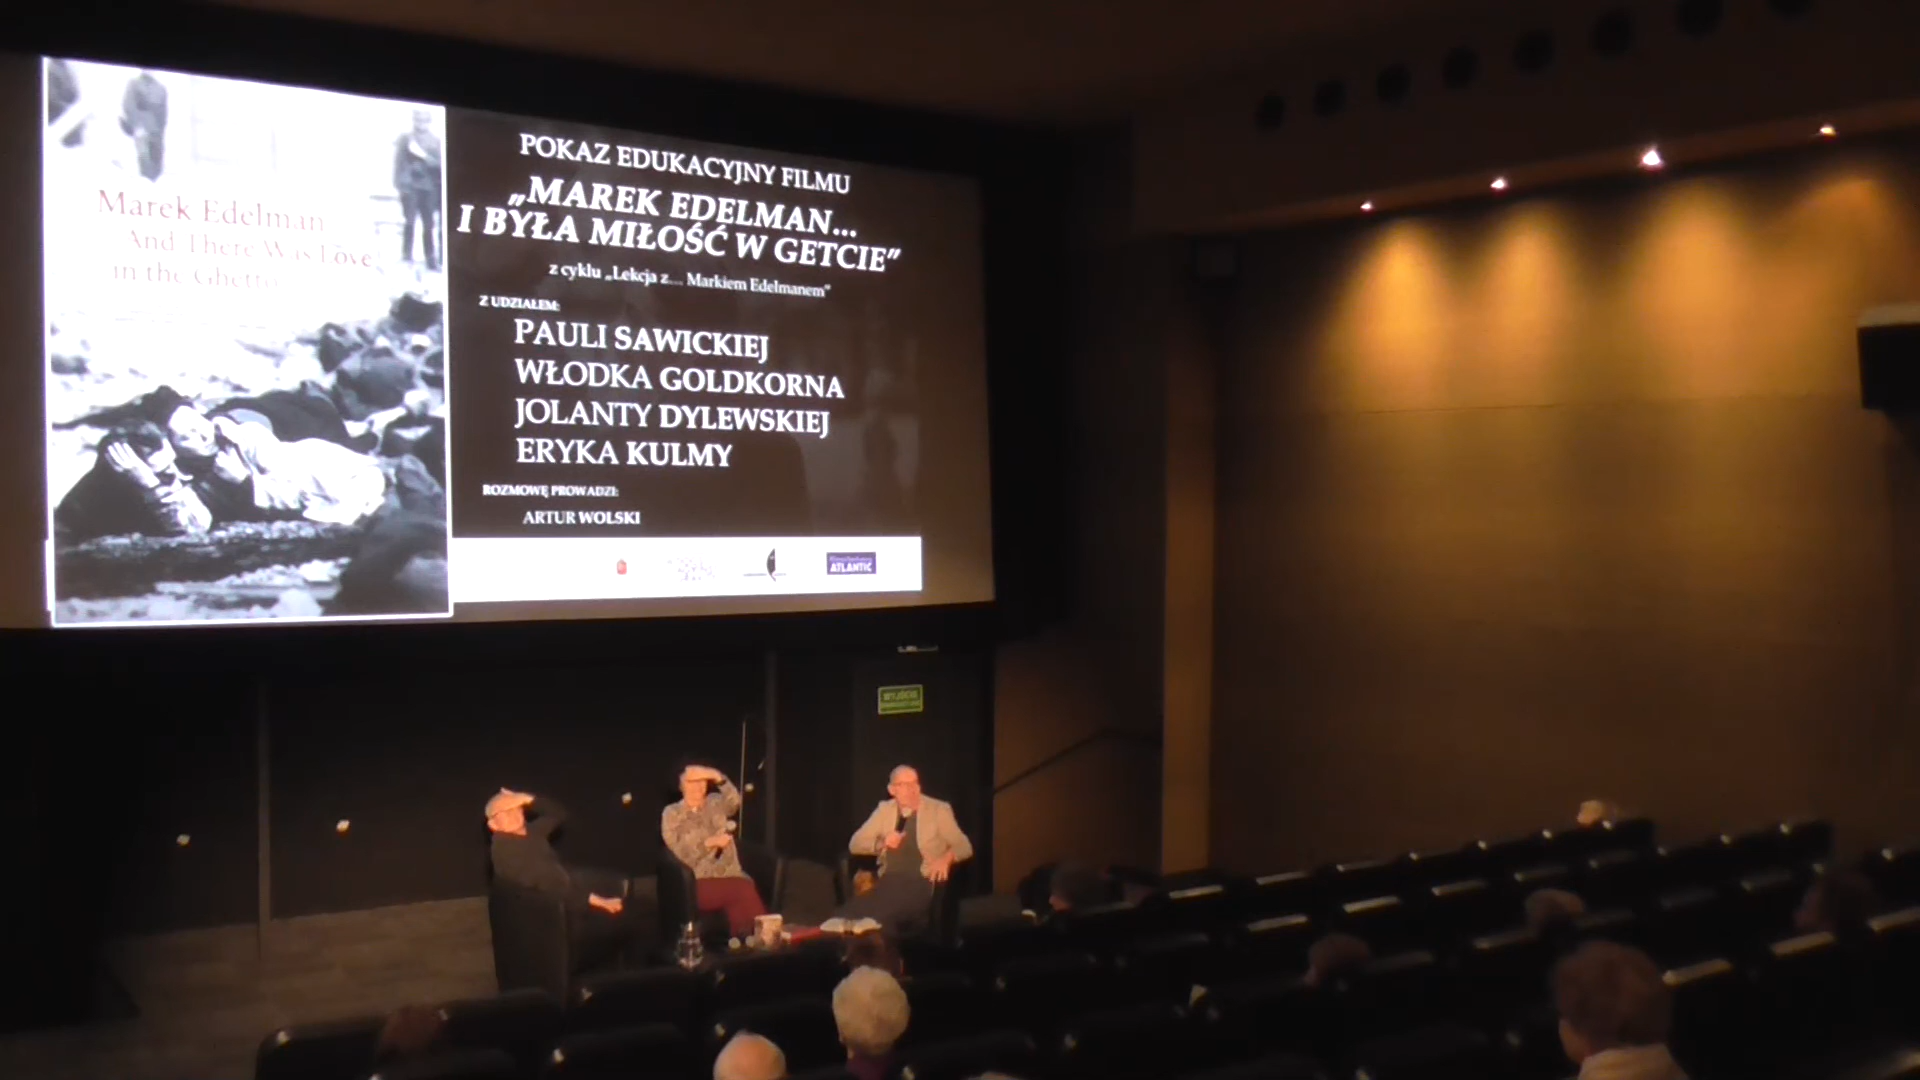 Marek Edelman
And There Was Love
in the Ghetto
POKAZ EDUKACYJNY FILMU
„MAREK EDELMAN...
I BYŁA MIŁOŚĆ W GETCIE”
z cyklu „Lekcja z.... Markiem Edelmanem”
Z UDZIAŁEM:
PAULI SAWICKIEJ
WŁODKA GOLDKORNA
JOLANTY DYLEWSKIEJ
ERYKA KULMY
ROZMOWĘ PROWADZI:
ARTUR WOLSKI
ATLANTIC
WYJŚCIE